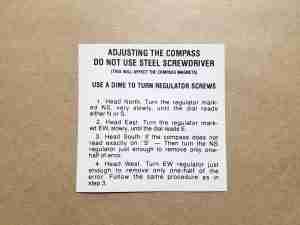 ADJUSTING THE COMPASS
DO NOT USE STEEL SCREWDRIVER
(THIS WILL AFFECT THE COMPASS MAGNETS)
USE A DIME TO TURN REGULATOR SCREWS
1. Head North. Turn the regulator mark-
ed NS, very slowly, until the dial reads
either N or S.
2. Head East. Turn the regulator mark-
ed EW, slowly, until the dial reads E.
3. Head South. If the compass does not
read exactly on "S" — Then turn the NS
regulator just enough to remove only one-
half of error.
4. Head West. Turn EW regulator just
enough to remove only one-half of the
error. Follow the same procedure as in
step 3.